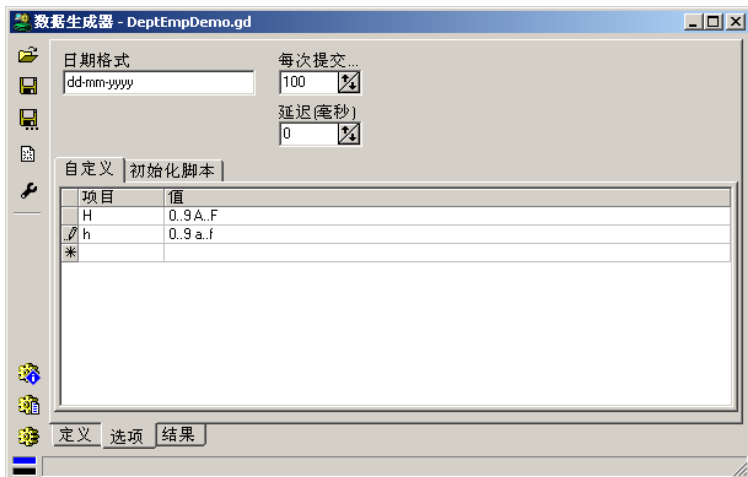 数据生成器 - DeptEmpDemo.gd
日期格式 每次提交...
dd-mm-yyyy 100
延迟(毫秒)
0
自定义 初始化脚本
项目 值
H 0..9 A..F
h 0..9 a..f
定义 选项 结果